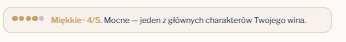 Miękkie · 4/5. Mocne — jeden z głównych charakterów Twojego wina.